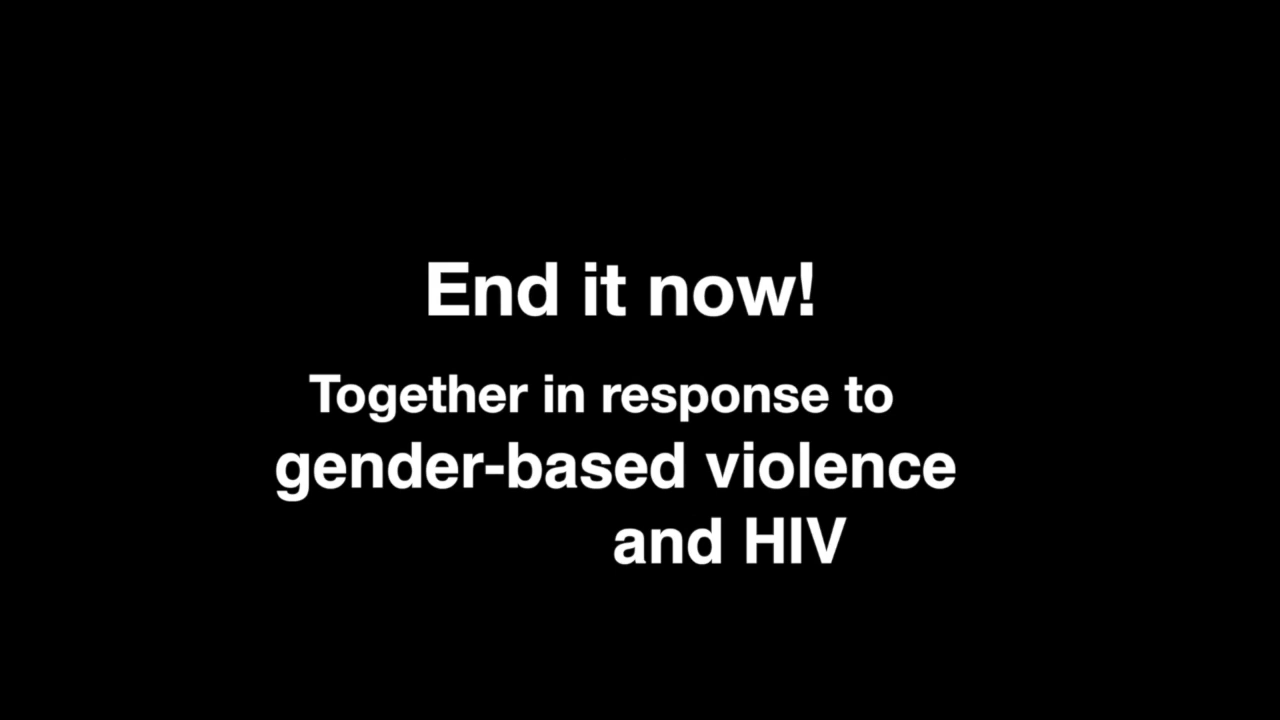 End it now!
Together in response to
gender-based violence
and HIV